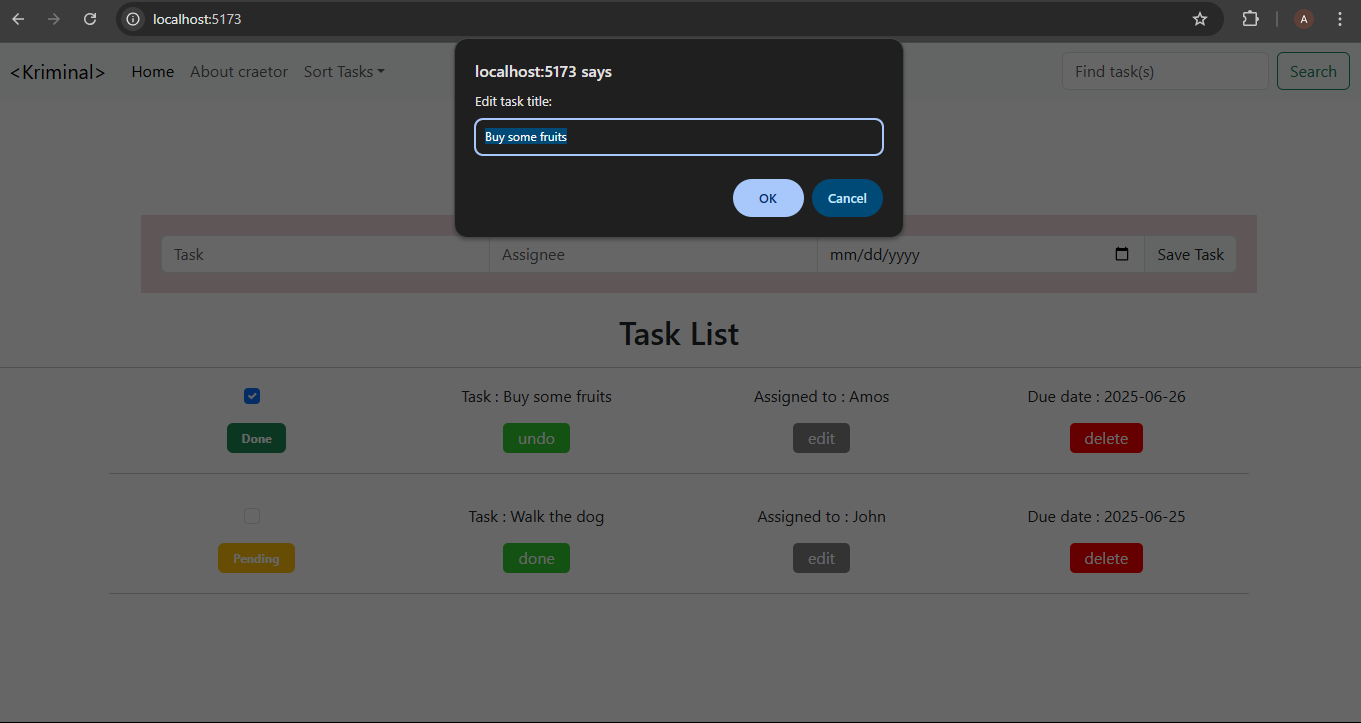 localhost:5173
A
<Kriminal> Home About craetor Sort Tasks Find task(s) Search
localhost:5173 says
Edit task title:
Buy some fruits
OK Cancel
Task Assignee mm/dd/yyyy Save Task
Task List
Task : Buy some fruits Assigned to : Amos Due date : 2025-06-26
Done undo edit delete
Task : Walk the dog Assigned to : John Due date : 2025-06-25
Pending done edit delete